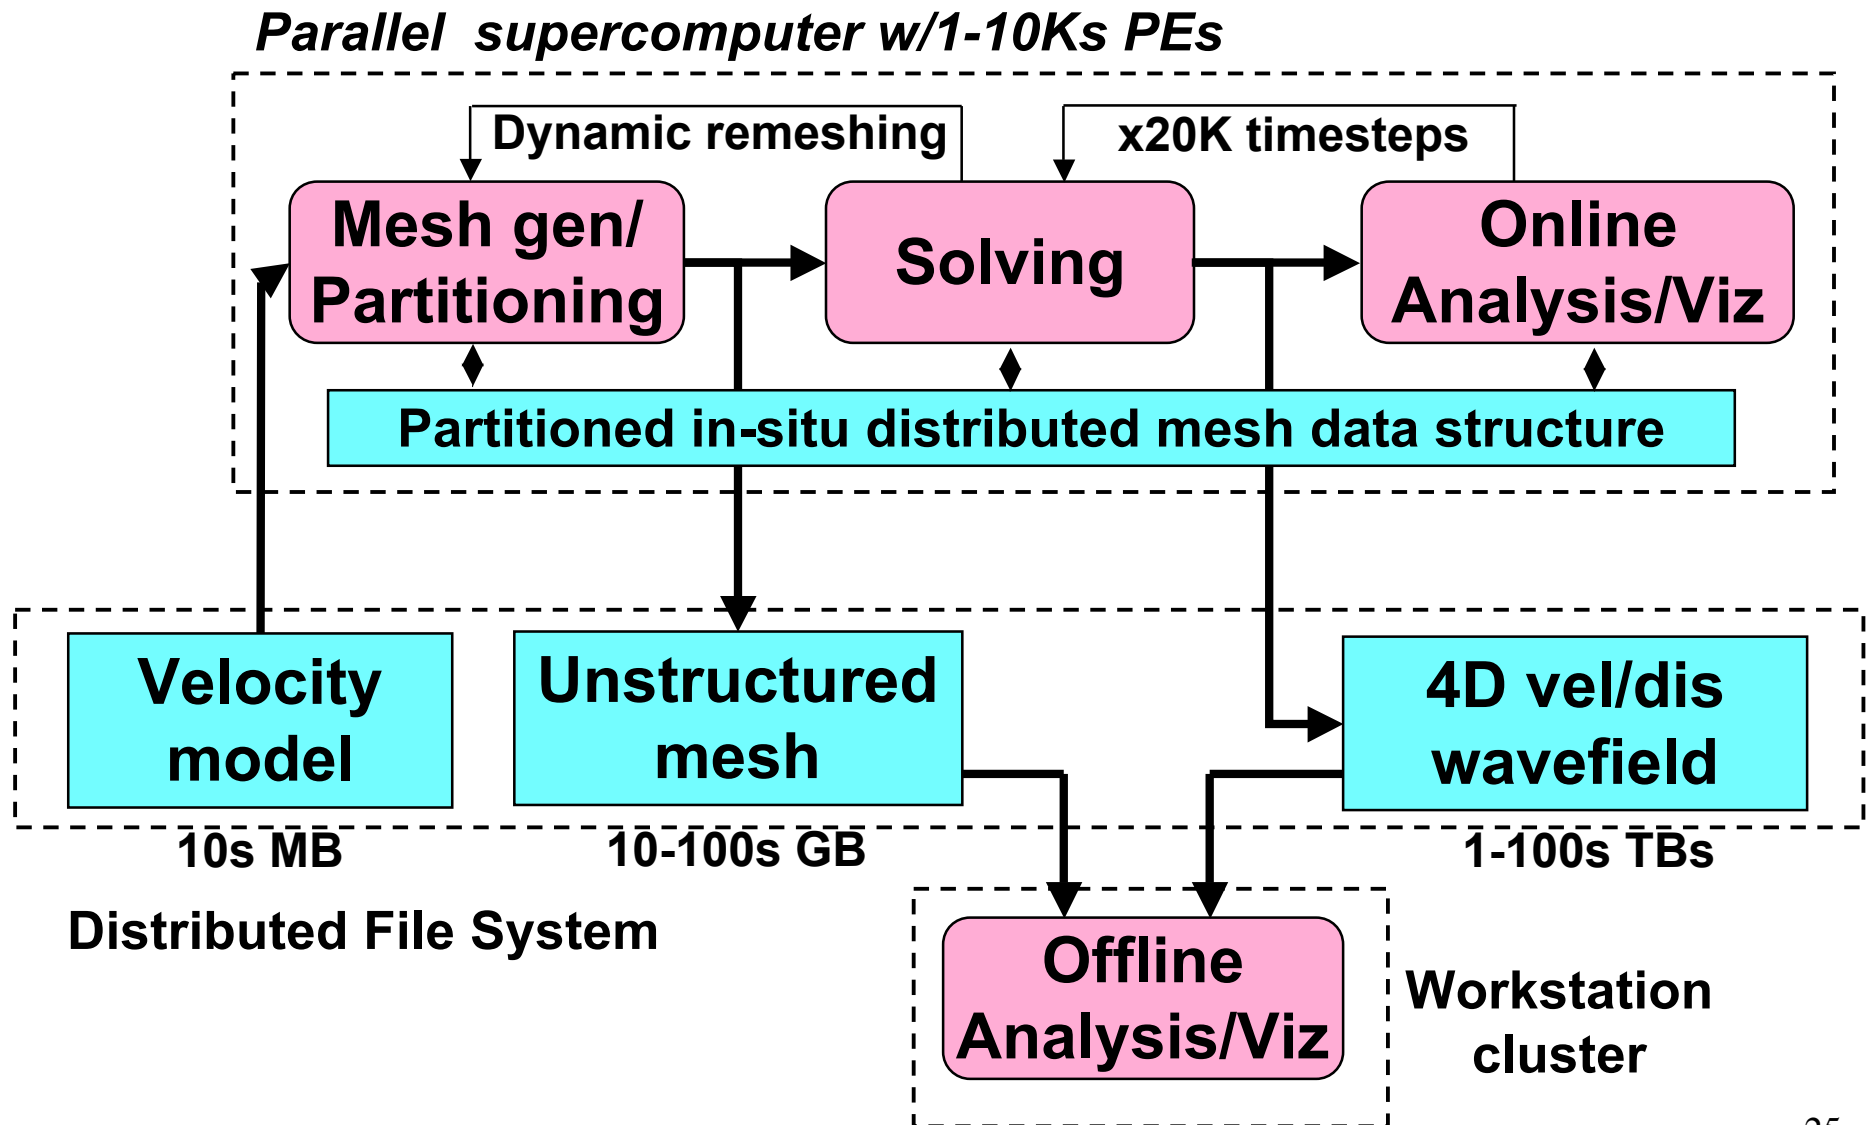 Parallel supercomputer w/1-10Ks PEs
Dynamic remeshing
x20K timesteps
Mesh gen/
Partitioning
Solving
Online
Analysis/Viz
Partitioned in-situ distributed mesh data structure
Velocity
model
Unstructured
mesh
4D vel/dis
wavefield
10s MB
10-100s GB
1-100s TBs
Distributed File System
Offline
Analysis/Viz
Workstation
cluster